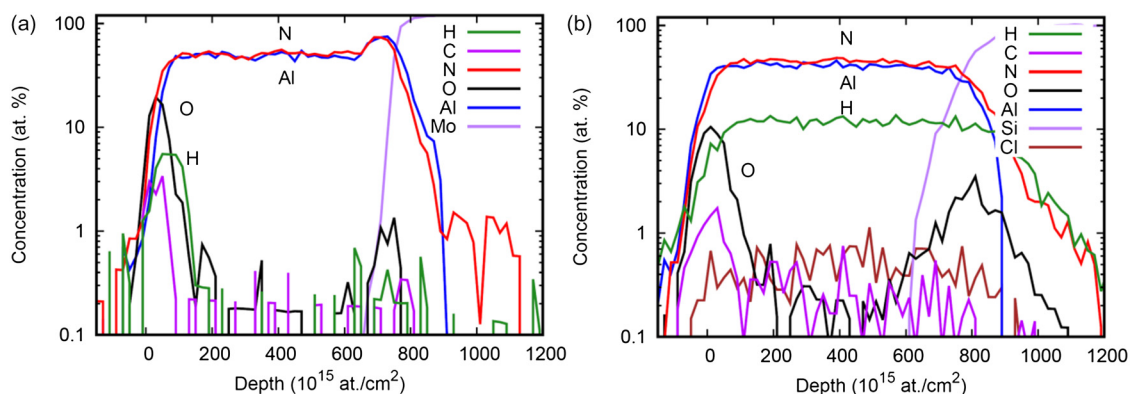 (a)
Concentration (at. %)
100
10
1
0.1
N
Al
O
H
H
C
N
O
Al
Mo
0
200
400
600
800
1000
1200
Depth (10¹⁵ at./cm²)
(b)
Concentration (at. %)
100
10
1
0.1
N
Al
H
O
H
C
N
O
Al
Si
Cl
0
200
400
600
800
1000
1200
Depth (10¹⁵ at./cm²)